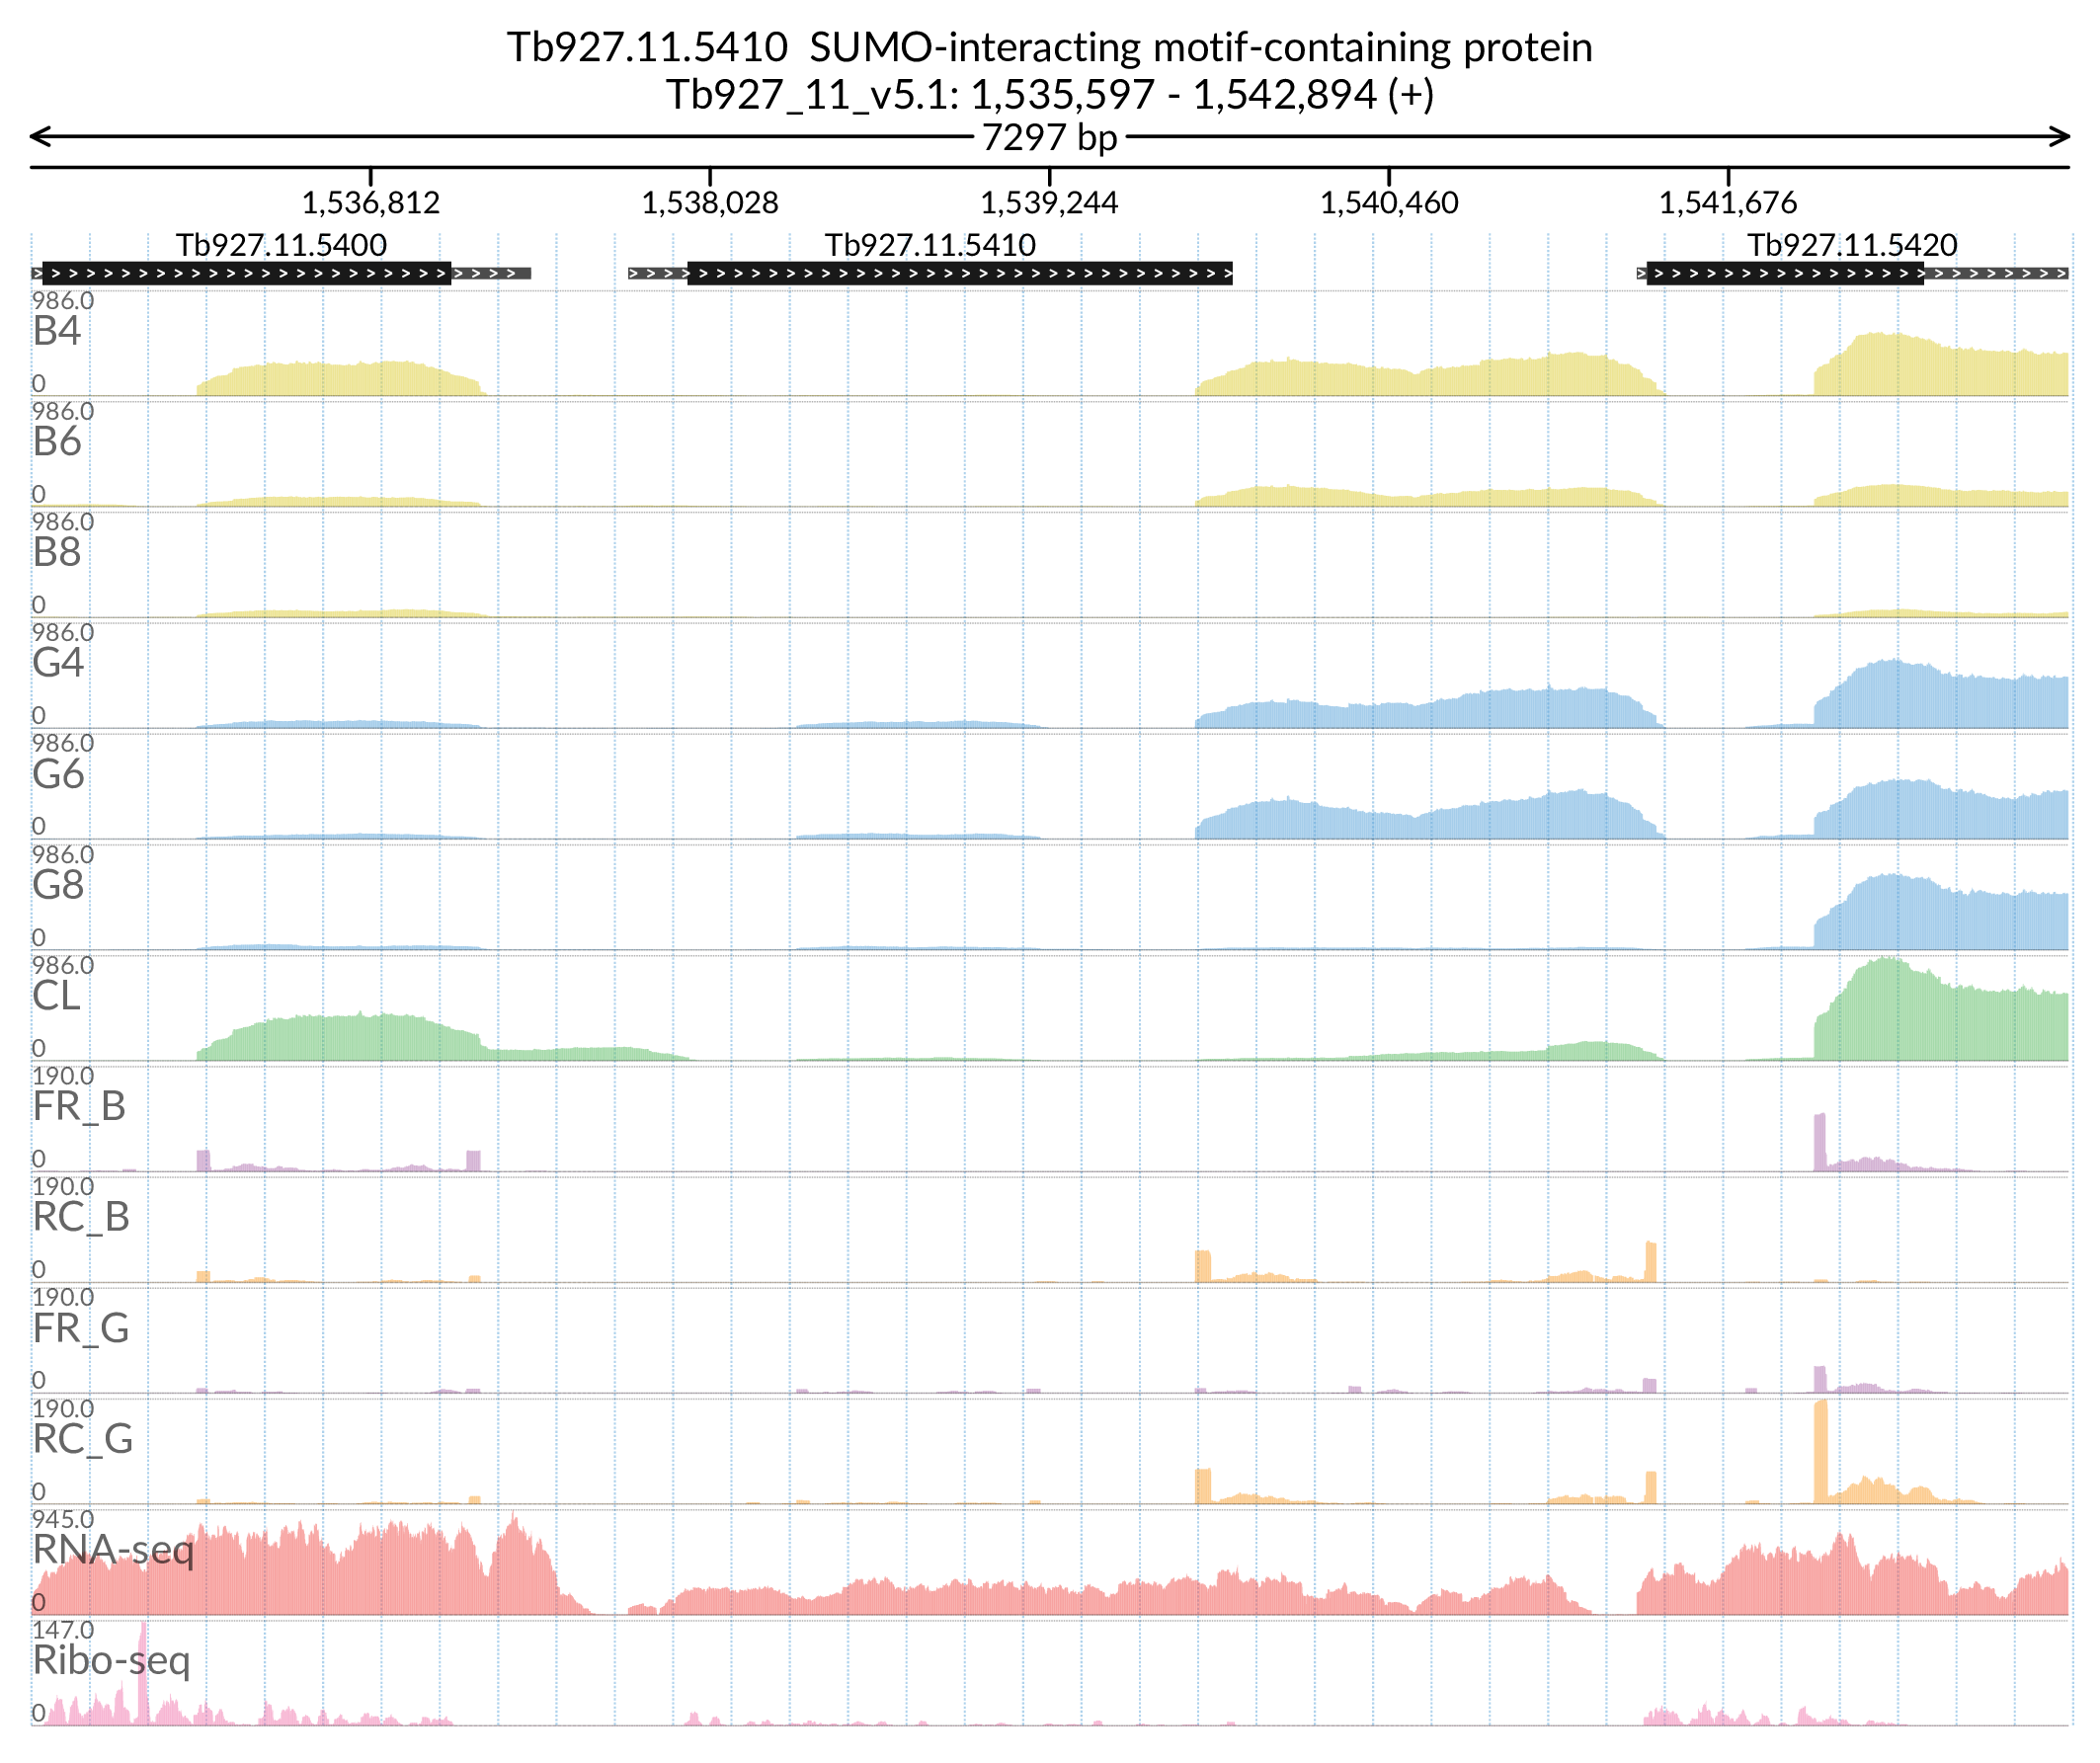 Tb927.11.5410 SUMO-interacting motif-containing protein
Tb927_11_v5.1: 1,535,597 - 1,542,894 (+)
7297 bp
1,536,812 1,538,028 1,539,244 1,540,460 1,541,676
Tb927.11.5400 Tb927.11.5410 Tb927.11.5420
986.0
B4
0
986.0
B6
0
986.0
B8
0
986.0
G4
0
986.0
G6
0
986.0
G8
0
986.0
CL
0
190.0
FR_B
0
190.0
RC_B
0
190.0
FR_G
0
190.0
RC_G
0
945.0
RNA-seq
0
147.0
Ribo-seq
0